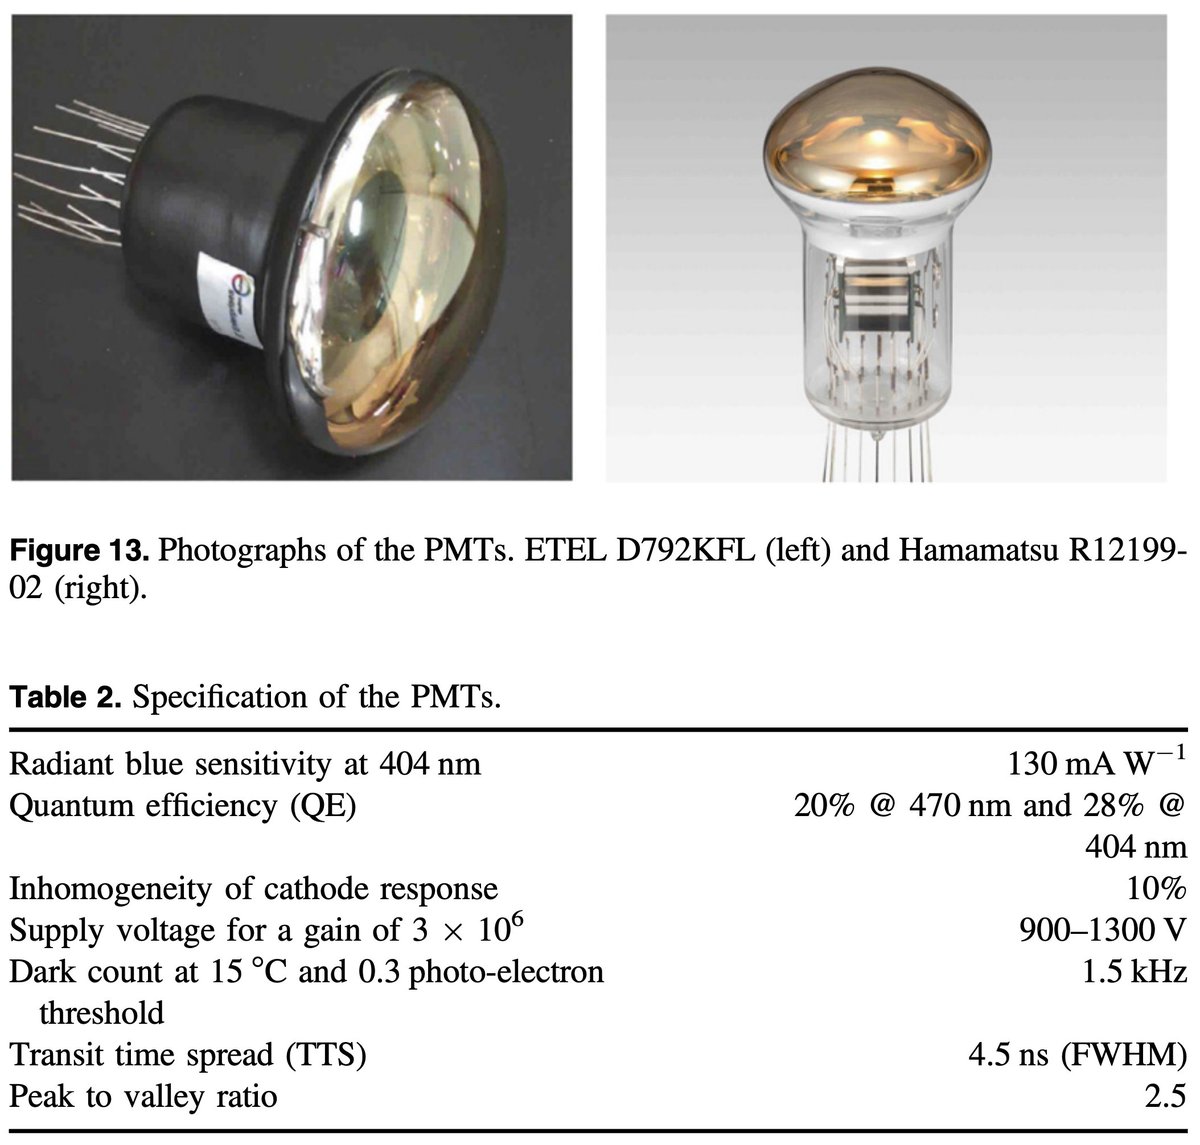 Figure 13. Photographs of the PMTs. ETEL D792KFL (left) and Hamamatsu R12199-
02 (right).
Table 2. Specification of the PMTs.
Radiant blue sensitivity at 404 nm 130 mA W⁻¹
Quantum efficiency (QE) 20% @ 470 nm and 28% @
404 nm
Inhomogeneity of cathode response 10%
Supply voltage for a gain of 3 × 10⁶ 900–1300 V
Dark count at 15 °C and 0.3 photo-electron 1.5 kHz
threshold
Transit time spread (TTS) 4.5 ns (FWHM)
Peak to valley ratio 2.5